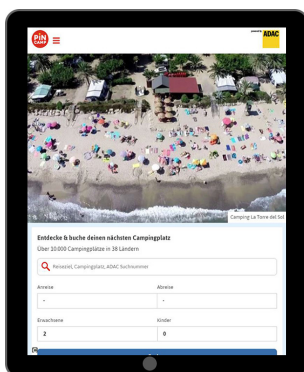 PiN
CAMP
ADAC
Camping La Torre del Sol
Entdecke & buche deinen nächsten Campingplatz
Über 10.000 Campingplätze in 38 Ländern
Reiseziel, Campingplatz, ADAC Suchnummer
Anreise Abreise
- -
Erwachsene Kinder
2 0